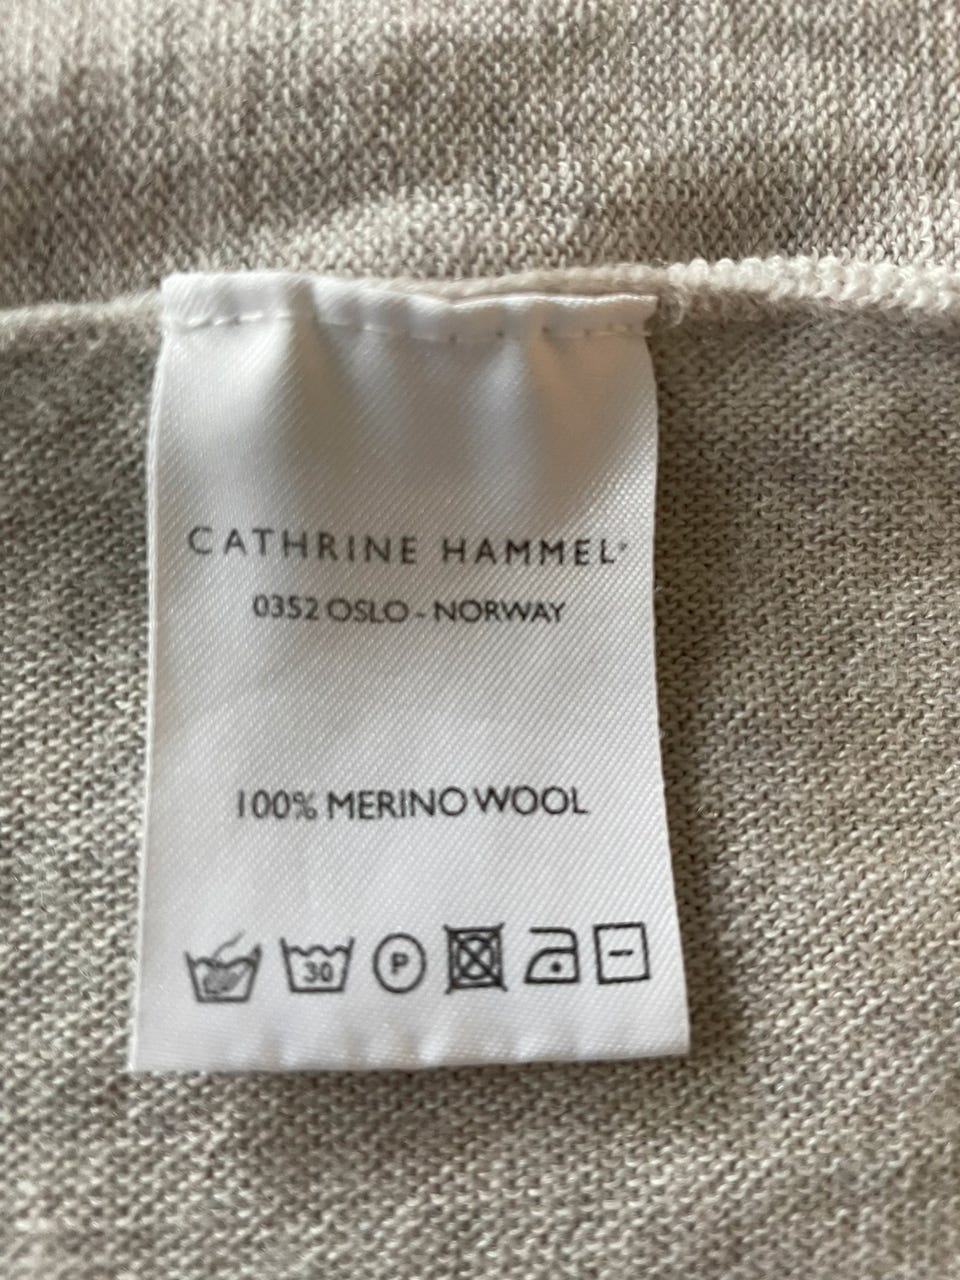 CATHRINE HAMMEL®
0352 OSLO - NORWAY
100% MERINO WOOL
30 P